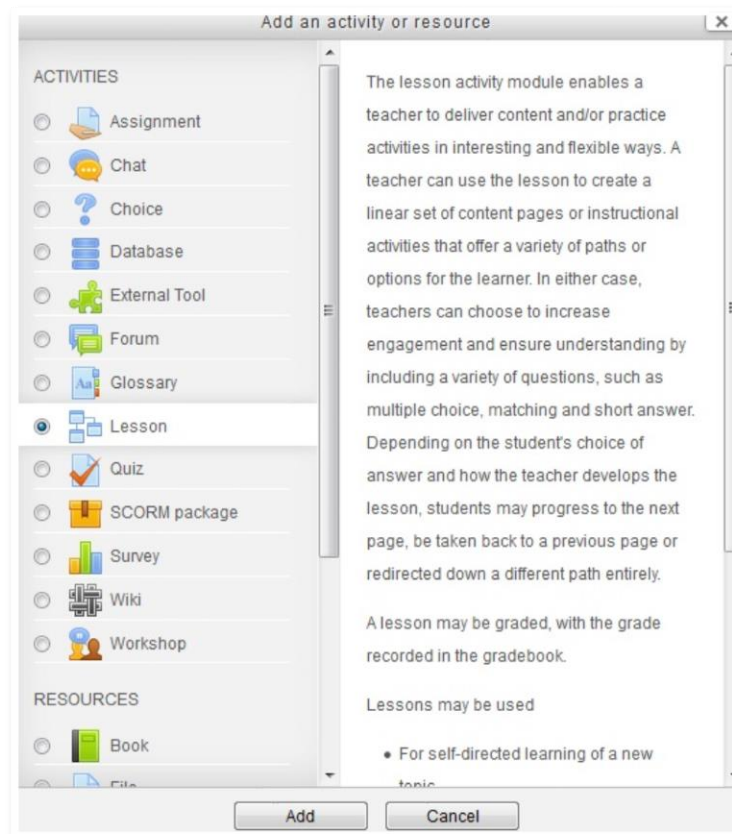 Add an activity or resource
ACTIVITIES
Assignment
Chat
Choice
Database
External Tool
Forum
Glossary
Lesson
Quiz
SCORM package
Survey
Wiki
Workshop
RESOURCES
Book
File
The lesson activity module enables a
teacher to deliver content and/or practice
activities in interesting and flexible ways. A
teacher can use the lesson to create a
linear set of content pages or instructional
activities that offer a variety of paths or
options for the learner. In either case,
teachers can choose to increase
engagement and ensure understanding by
including a variety of questions, such as
multiple choice, matching and short answer.
Depending on the student's choice of
answer and how the teacher develops the
lesson, students may progress to the next
page, be taken back to a previous page or
redirected down a different path entirely.
A lesson may be graded, with the grade
recorded in the gradebook.
Lessons may be used
• For self-directed learning of a new
topic
Add
Cancel